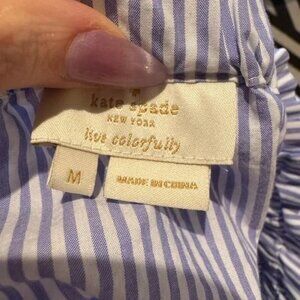 kate spade
NEW YORK
live colorfully
M
MADE IN CHINA